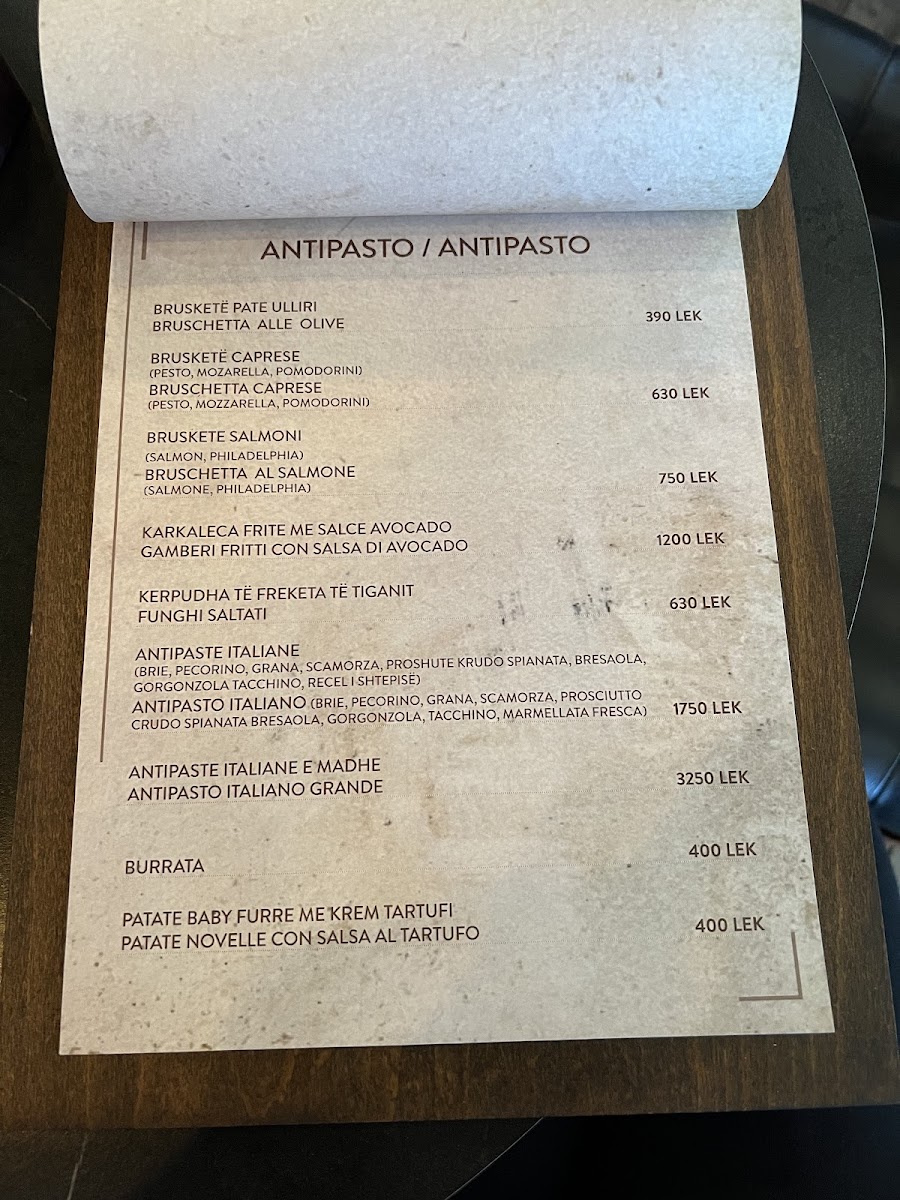 ANTIPASTO / ANTIPASTO
BRUSKETË PATE ULLIRI
BRUSCHETTA ALLE OLIVE
390 LEK
BRUSKETË CAPRESE
(PESTO, MOZARELLA, POMODORINI)
BRUSCHETTA CAPRESE
(PESTO, MOZZARELLA, POMODORINI)
630 LEK
BRUSKETE SALMONI
(SALMON, PHILADELPHIA)
BRUSCHETTA AL SALMONE
(SALMONE, PHILADELPHIA)
750 LEK
KARKALECA FRITE ME SALCE AVOCADO
GAMBERI FRITTI CON SALSA DI AVOCADO
1200 LEK
KERPUDHA TË FREKETA TË TIGANIT
FUNGHI SALTATI
630 LEK
ANTIPASTE ITALIANE
(BRIE, PECORINO, GRANA, SCAMORZA, PROSHUTE KRUDO SPIANATA, BRESAOLA,
GORGONZOLA TACCHINO, RECEL I SHTEPISË)
ANTIPASTO ITALIANO (BRIE, PECORINO, GRANA, SCAMORZA, PROSCIUTTO
CRUDO SPIANATA BRESAOLA, GORGONZOLA, TACCHINO, MARMELLATA FRESCA)
1750 LEK
ANTIPASTE ITALIANE E MADHE
ANTIPASTO ITALIANO GRANDE
3250 LEK
BURRATA
400 LEK
PATATE BABY FURRE ME KREM TARTUFI
PATATE NOVELLE CON SALSA AL TARTUFO
400 LEK